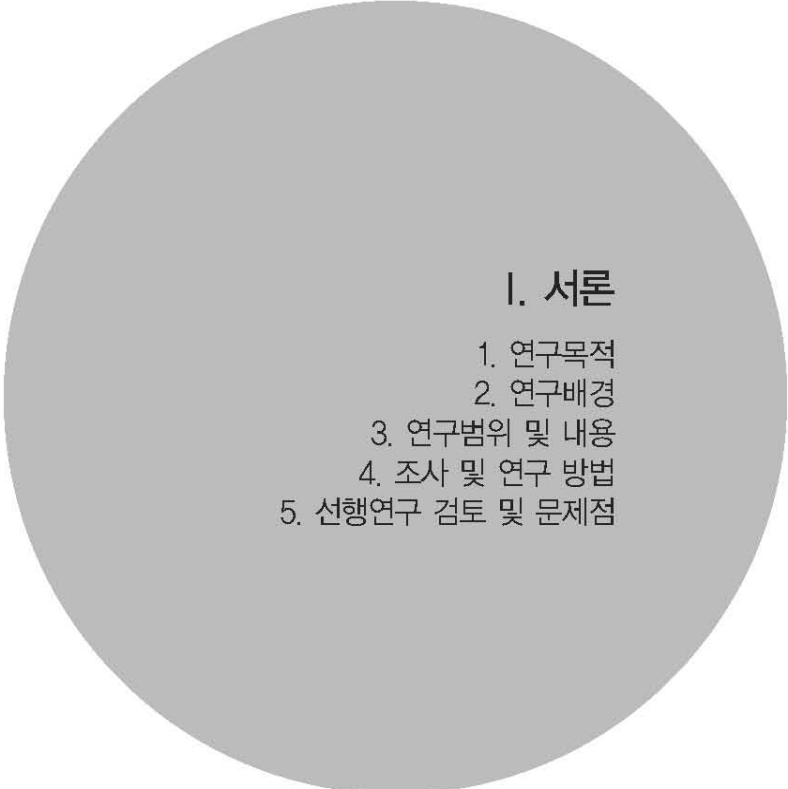 I. 서론
1. 연구목적
2. 연구배경
3. 연구범위 및 내용
4. 조사 및 연구 방법
5. 선행연구 검토 및 문제점